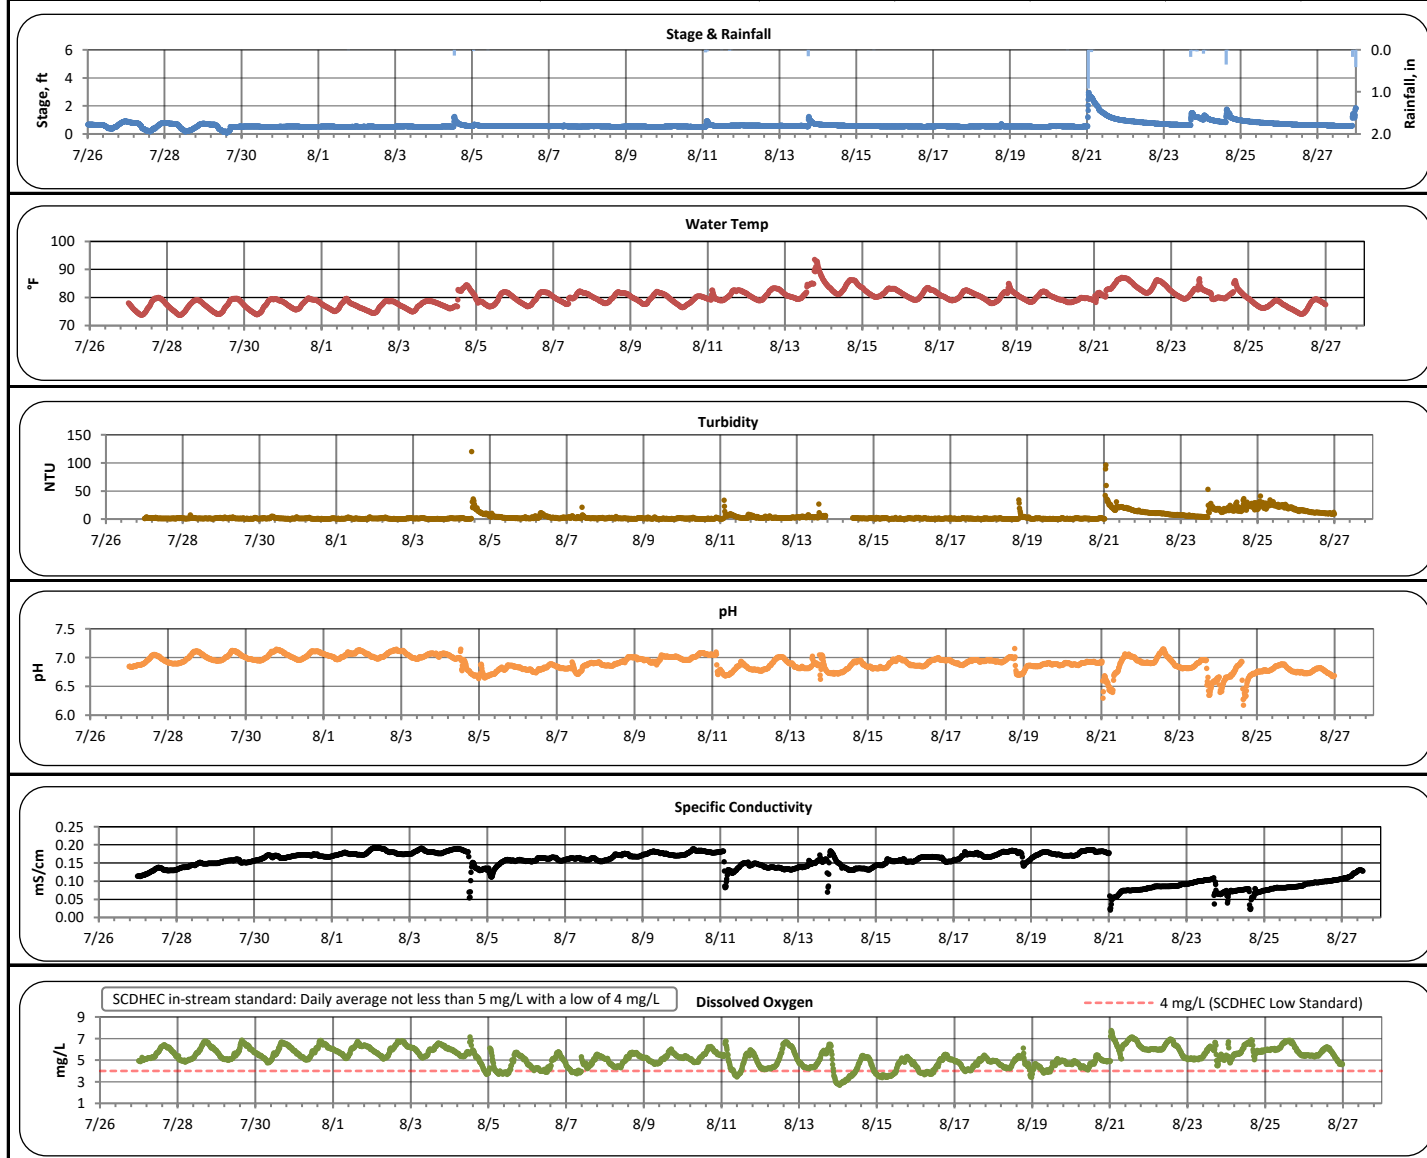 Stage & Rainfall
Stage, ft
6
4
2
0
0.0
1.0
2.0
Rainfall, in
7/26 7/28 7/30 8/1 8/3 8/5 8/7 8/9 8/11 8/13 8/15 8/17 8/19 8/21 8/23 8/25 8/27
Water Temp
°F
100
90
80
70
7/26 7/28 7/30 8/1 8/3 8/5 8/7 8/9 8/11 8/13 8/15 8/17 8/19 8/21 8/23 8/25 8/27
Turbidity
NTU
150
100
50
0
7/26 7/28 7/30 8/1 8/3 8/5 8/7 8/9 8/11 8/13 8/15 8/17 8/19 8/21 8/23 8/25 8/27
pH
pH
7.5
7.0
6.5
6.0
7/26 7/28 7/30 8/1 8/3 8/5 8/7 8/9 8/11 8/13 8/15 8/17 8/19 8/21 8/23 8/25 8/27
Specific Conductivity
mS/cm
0.25
0.20
0.15
0.10
0.05
0.00
7/26 7/28 7/30 8/1 8/3 8/5 8/7 8/9 8/11 8/13 8/15 8/17 8/19 8/21 8/23 8/25 8/27
SCDHEC in-stream standard: Daily average not less than 5 mg/L with a low of 4 mg/L
Dissolved Oxygen
4 mg/L (SCDHEC Low Standard)
mg/L
9
7
5
3
1
7/26 7/28 7/30 8/1 8/3 8/5 8/7 8/9 8/11 8/13 8/15 8/17 8/19 8/21 8/23 8/25 8/27